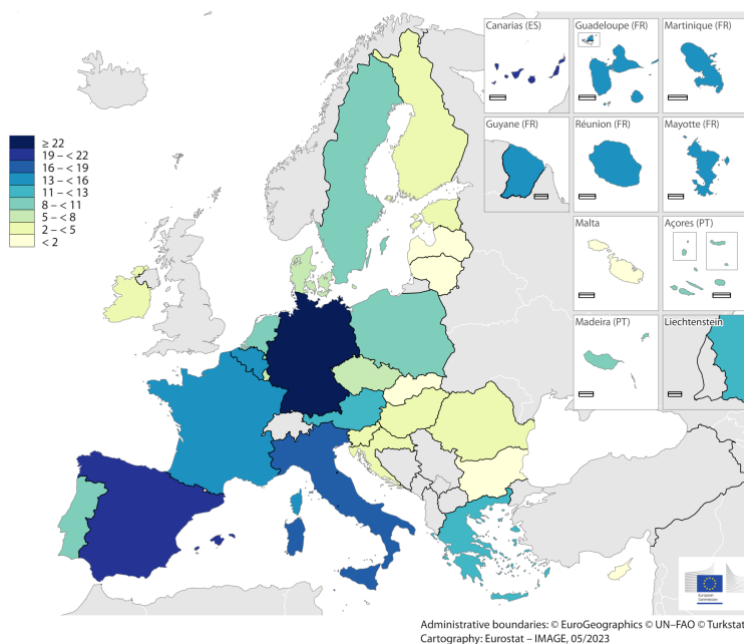 Canarias (ES)
Guadeloupe (FR)
Martinique (FR)
Guyane (FR)
Réunion (FR)
Mayotte (FR)
≥ 22
19 – < 22
16 – < 19
13 – < 16
11 – < 13
8 – < 11
5 – < 8
2 – < 5
< 2
Malta
Açores (PT)
Madeira (PT)
Liechtenstein
European
Commission
Administrative boundaries: © EuroGeographics © UN–FAO © Turkstat
Cartography: Eurostat – IMAGE, 05/2023